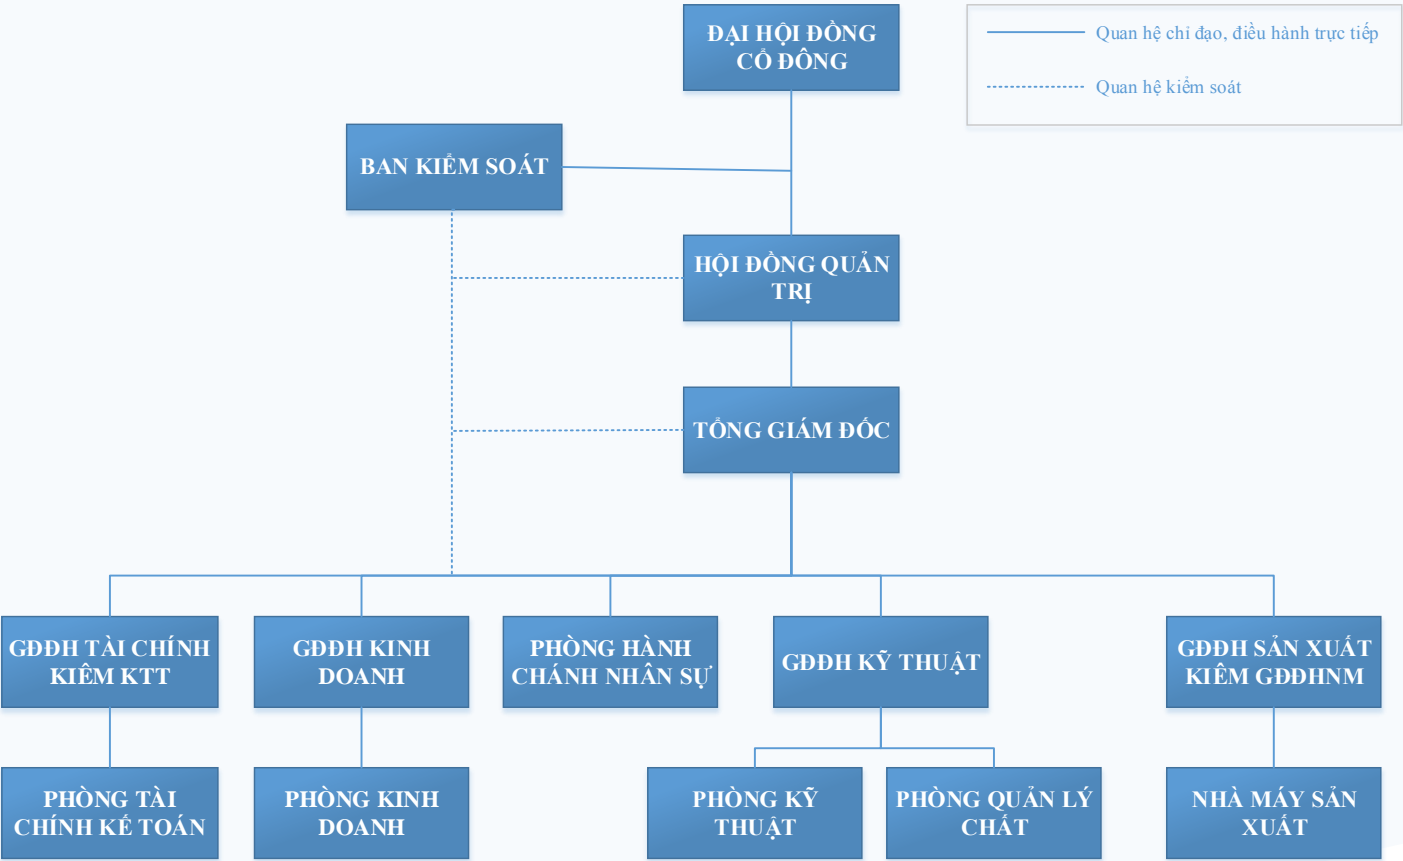 ĐẠI HỘI ĐỒNG
CỔ ĐÔNG
Quan hệ chỉ đạo, điều hành trực tiếp
Quan hệ kiểm soát
BAN KIỂM SOÁT
HỘI ĐỒNG QUẢN
TRỊ
TỔNG GIÁM ĐỐC
GĐĐH TÀI CHÍNH
KIÊM KTT
GĐĐH KINH
DOANH
PHÒNG HÀNH
CHÁNH NHÂN SỰ
GĐĐH KỸ THUẬT
GĐĐH SẢN XUẤT
KIÊM GĐĐHNM
PHÒNG TÀI
CHÍNH KẾ TOÁN
PHÒNG KINH
DOANH
PHÒNG KỸ
THUẬT
PHÒNG QUẢN LÝ
CHẤT
NHÀ MÁY SẢN
XUẤT